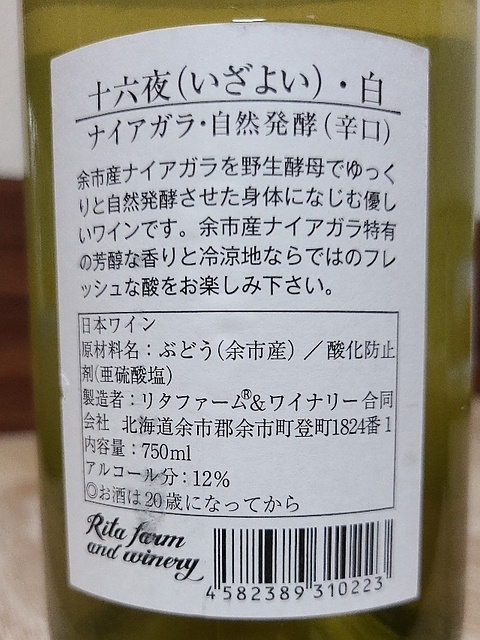 十六夜(いざよい)・白
ナイアガラ・自然発酵(辛口)
余市産ナイアガラを野生酵母でゆっく
りと自然発酵させた身体になじむ優し
いワインです。余市産ナイアガラ特有
の芳醇な香りと冷涼地ならではのフレ
ッシュな酸をお楽しみ下さい。
日本ワイン
原材料名：ぶどう(余市産)／酸化防止
剤(亜硫酸塩)
製造者：リタファーム®&ワイナリー合同
会社 北海道余市郡余市町登町1824番1
内容量：750ml
アルコール分：12%
◎お酒は20歳になってから
Rita farm
and winery
4 582389 310223